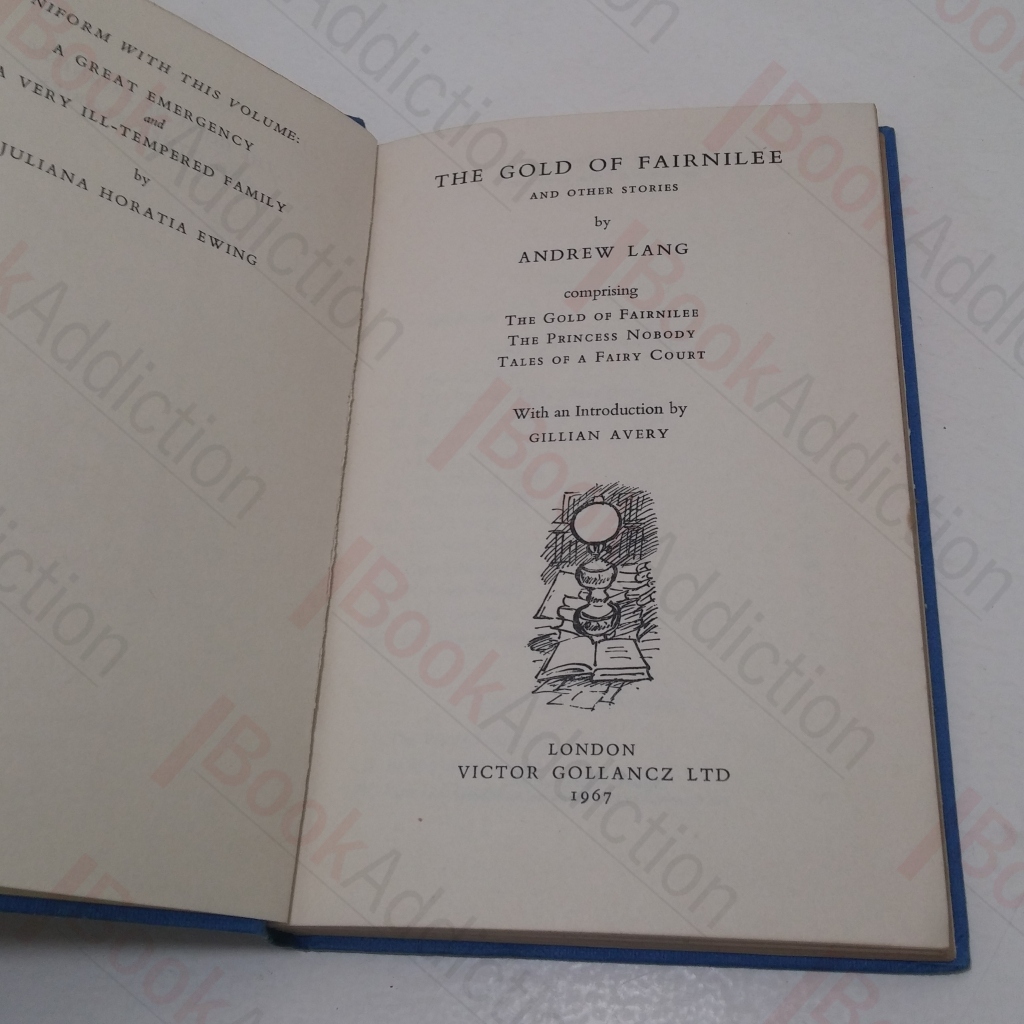 UNIFORM WITH THIS VOLUME:
A GREAT EMERGENCY
and
A VERY ILL-TEMPERED FAMILY
by
JULIANA HORATIA EWING
THE GOLD OF FAIRNILEE
AND OTHER STORIES
by
ANDREW LANG
comprising
THE GOLD OF FAIRNILEE
THE PRINCESS NOBODY
TALES OF A FAIRY COURT
With an Introduction by
GILLIAN AVERY
LONDON
VICTOR GOLLANCZ LTD
1967
BookAddiction